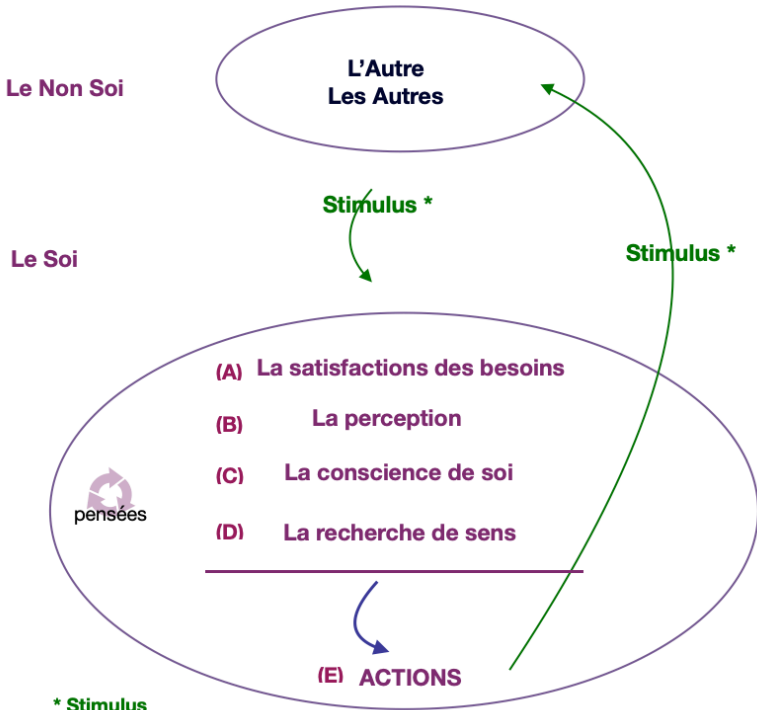 L'Autre
Les Autres
Le Non Soi
Stimulus *
Stimulus *
Le Soi
(A) La satisfactions des besoins
(B) La perception
(C) La conscience de soi
pensées
(D) La recherche de sens
(E) ACTIONS
* Stimulus